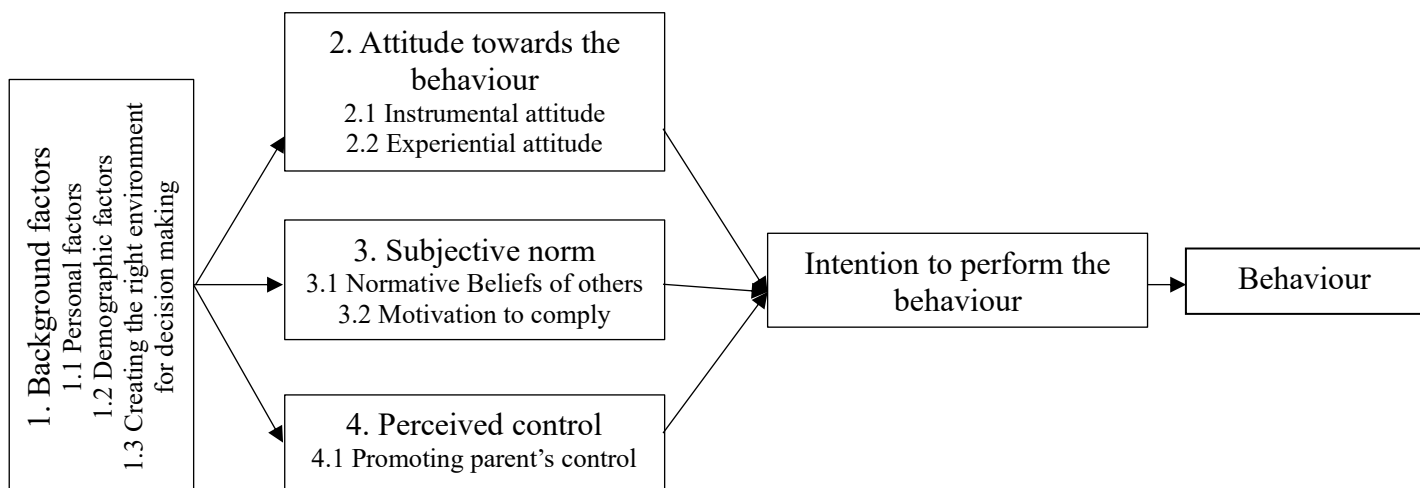 1. Background factors
1.1 Personal factors
1.2 Demographic factors
1.3 Creating the right environment
for decision making
2. Attitude towards the
behaviour
2.1 Instrumental attitude
2.2 Experiential attitude
3. Subjective norm
3.1 Normative Beliefs of others
3.2 Motivation to comply
4. Perceived control
4.1 Promoting parent’s control
Intention to perform the
behaviour
Behaviour